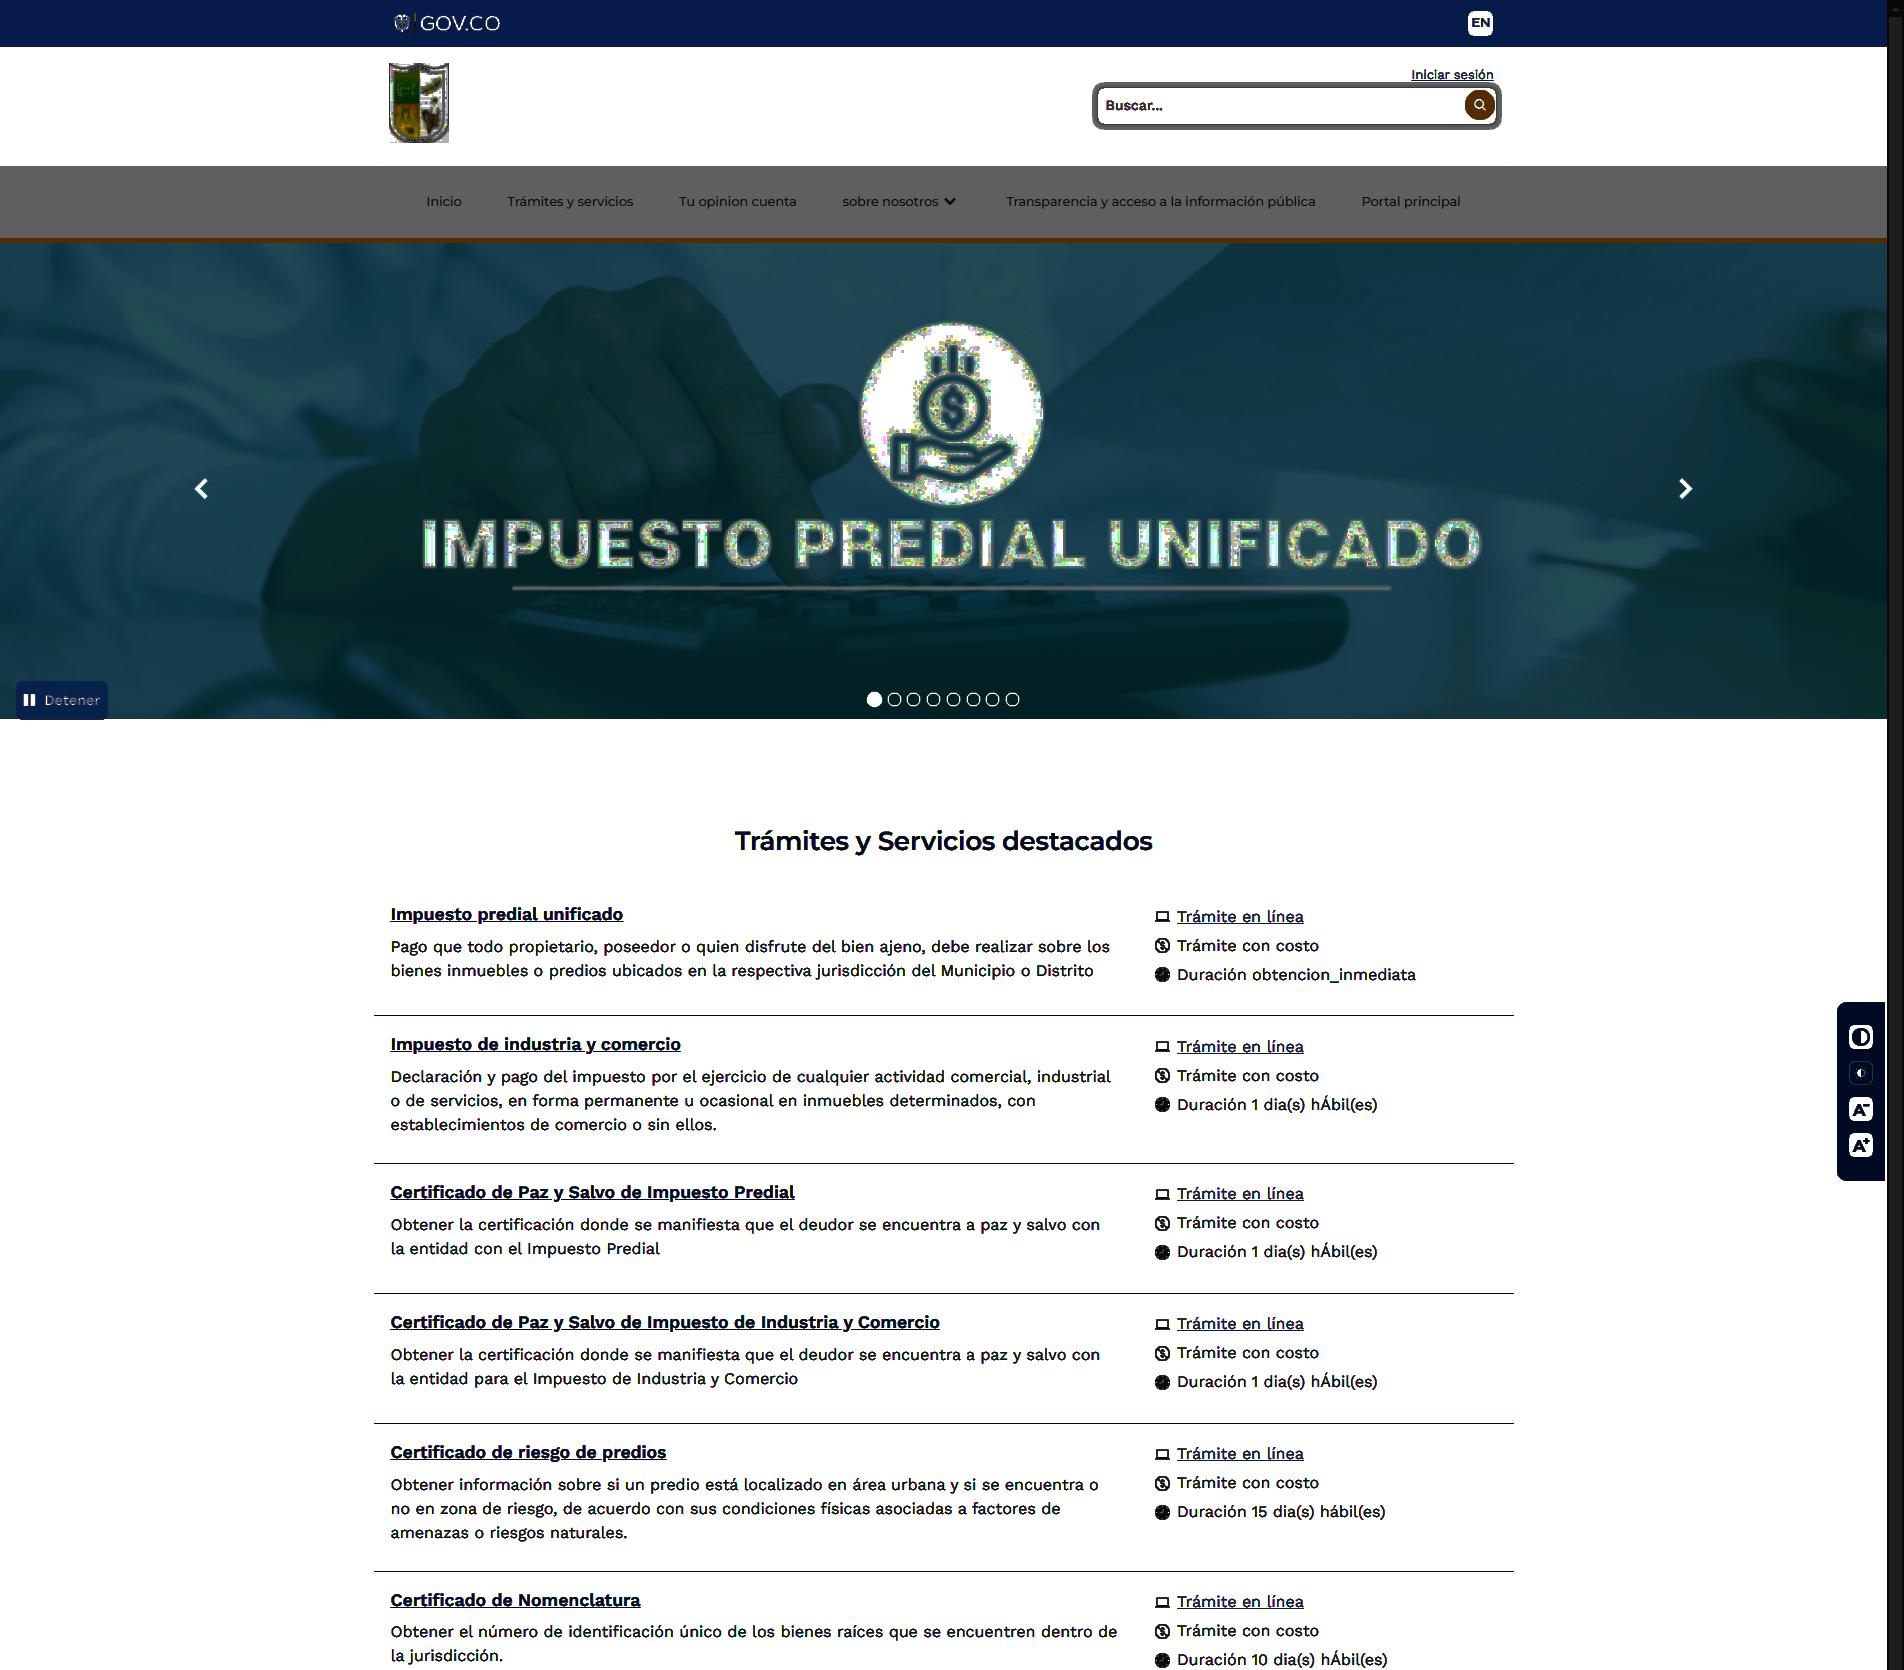 GOV.CO
EN
Iniciar sesión
Buscar...
Inicio
Trámites y servicios
Tu opinion cuenta
sobre nosotros
Transparencia y acceso a la información pública
Portal principal
IMPUESTO PREDIAL UNIFICADO
Detener
Trámites y Servicios destacados
Impuesto predial unificado
Pago que todo propietario, poseedor o quien disfrute del bien ajeno, debe realizar sobre los
bienes inmuebles o predios ubicados en la respectiva jurisdicción del Municipio o Distrito
Trámite en línea
Trámite con costo
Duración obtencion_inmediata
Impuesto de industria y comercio
Declaración y pago del impuesto por el ejercicio de cualquier actividad comercial, industrial
o de servicios, en forma permanente u ocasional en inmuebles determinados, con
establecimientos de comercio o sin ellos.
Trámite en línea
Trámite con costo
Duración 1 dia(s) hÁbil(es)
Certificado de Paz y Salvo de Impuesto Predial
Obtener la certificación donde se manifiesta que el deudor se encuentra a paz y salvo con
la entidad con el Impuesto Predial
Trámite en línea
Trámite con costo
Duración 1 dia(s) hÁbil(es)
Certificado de Paz y Salvo de Impuesto de Industria y Comercio
Obtener la certificación donde se manifiesta que el deudor se encuentra a paz y salvo con
la entidad para el Impuesto de Industria y Comercio
Trámite en línea
Trámite con costo
Duración 1 dia(s) hÁbil(es)
Certificado de riesgo de predios
Obtener información sobre si un predio está localizado en área urbana y si se encuentra o
no en zona de riesgo, de acuerdo con sus condiciones físicas asociadas a factores de
amenazas o riesgos naturales.
Trámite en línea
Trámite con costo
Duración 15 dia(s) hábil(es)
Certificado de Nomenclatura
Obtener el número de identificación único de los bienes raíces que se encuentren dentro de
la jurisdicción.
Trámite en línea
Trámite con costo
Duración 10 dia(s) hÁbil(es)
A-
A+